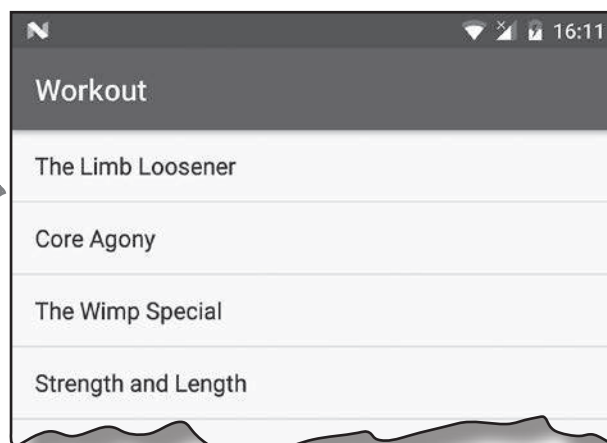 16:11
Workout
The Limb Loosener
Core Agony
The Wimp Special
Strength and Length